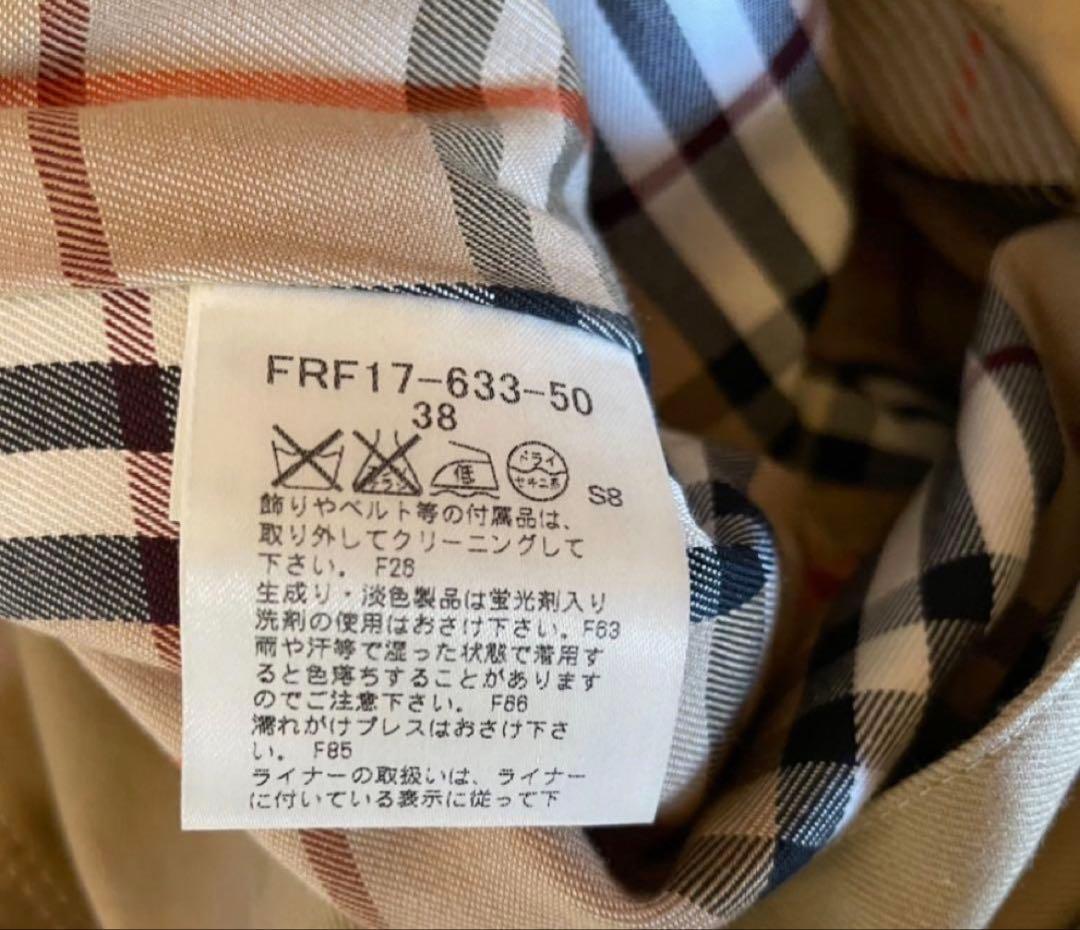 FRF17-633-50
38
低 ドライ セキユ系 S8
飾りやベルト等の付属品は、
取り外してクリーニングして
下さい。 F26
生成り・淡色製品は蛍光剤入り
洗剤の使用はおさけ下さい。F63
雨や汗等で湿った状態で着用す
ると色落ちすることがあります
のでご注意下さい。 F66
濡れがけプレスはおさけ下さ
い。 F85
ライナーの取扱いは、ライナー
に付いている表示に従って下